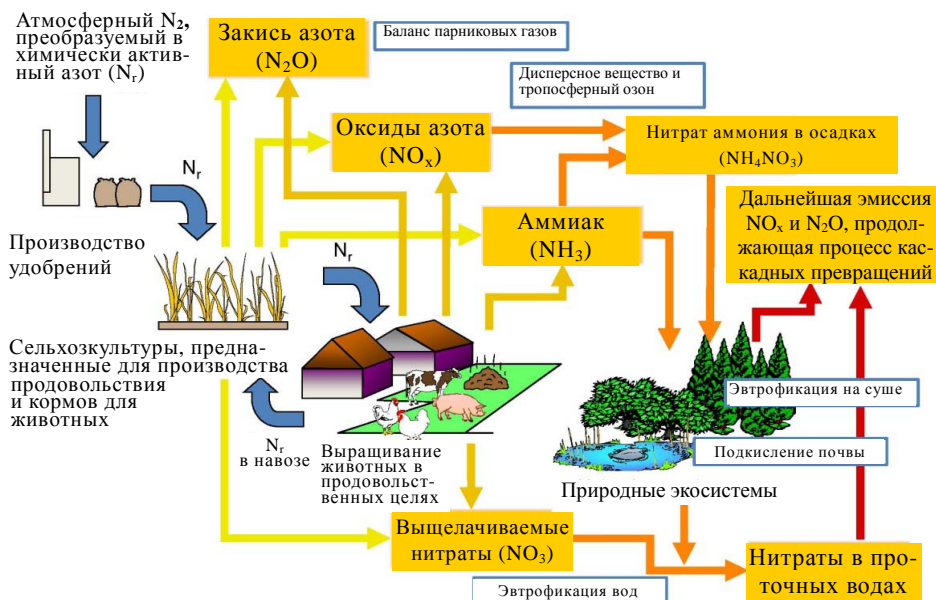 Атмосферный N₂,
преобразуемый в
химически актив-
ный азот (Nᵣ)
Закись азота
(N₂O)
Баланс парниковых газов
Дисперсное вещество и
тропосферный озон
Оксиды азота
(NOₓ)
Нитрат аммония в осадках
(NH₄NO₃)
Nᵣ
Дальнейшая эмиссия
NOₓ и N₂O, продол-
жающая процесс кас-
кадных превращений
Аммиак
(NH₃)
Производство
удобрений
Nᵣ
Сельхозкультуры, предна-
значенные для производства
продовольствия
и кормов для
животных
Эвтрофикация на суше
Nᵣ
в навозе
Выращивание
животных в
продовольст-
венных целях
Подкисление почвы
Природные экосистемы
Выщелачиваемые
нитраты (NO₃)
Нитраты в про-
точных водах
Эвтрофикация вод